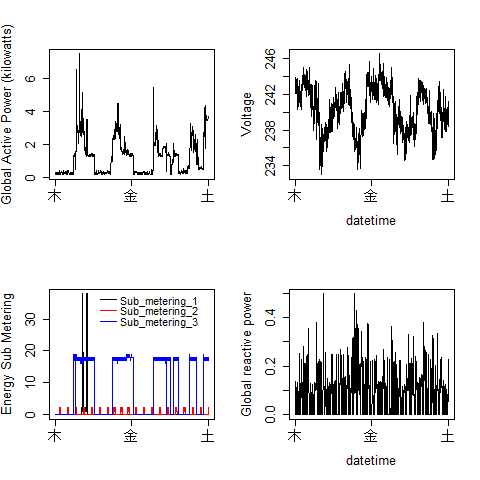 Global Active Power (kilowatts)
0 2 4 6
木 金 土
Voltage
234 238 242 246
木 金 土
datetime
Energy Sub Metering
0 10 20 30
Sub_metering_1
Sub_metering_2
Sub_metering_3
木 金 土
Global reactive power
0.0 0.2 0.4
木 金 土
datetime